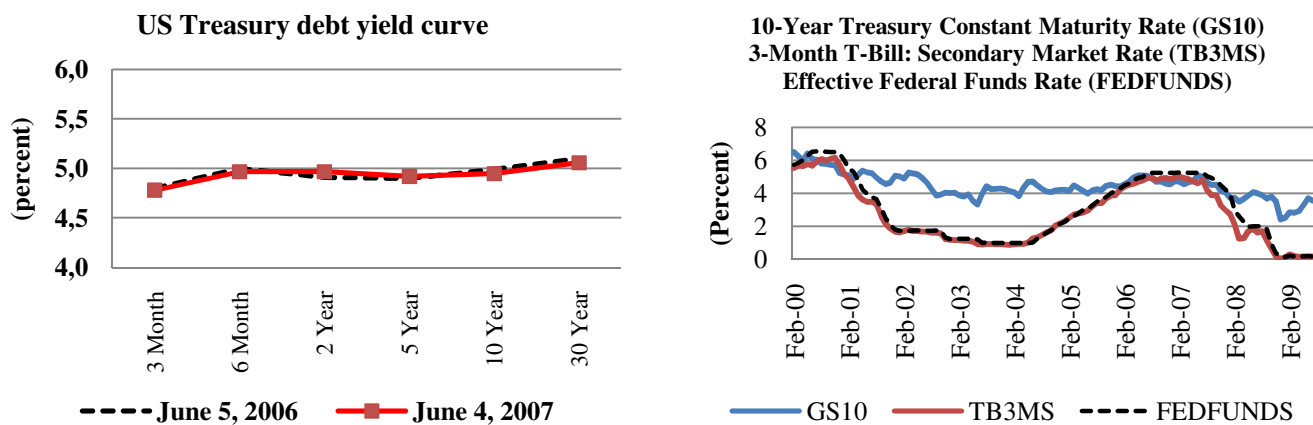 US Treasury debt yield curve
(percent)
6,0
5,5
5,0
4,5
4,0
3 Month
6 Month
2 Year
5 Year
10 Year
30 Year
June 5, 2006
June 4, 2007
10-Year Treasury Constant Maturity Rate (GS10)
3-Month T-Bill: Secondary Market Rate (TB3MS)
Effective Federal Funds Rate (FEDFUNDS)
(Percent)
8
6
4
2
0
Feb-00
Feb-01
Feb-02
Feb-03
Feb-04
Feb-05
Feb-06
Feb-07
Feb-08
Feb-09
GS10
TB3MS
FEDFUNDS